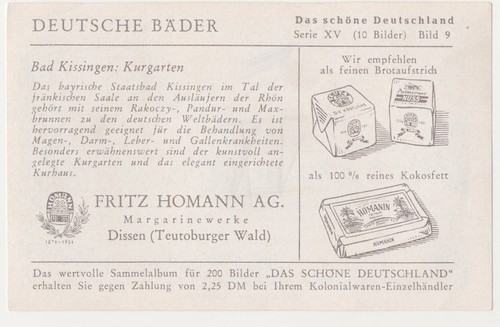 DEUTSCHE BÄDER
Das schöne Deutschland
Serie XV (10 Bilder) Bild 9
Bad Kissingen: Kurgarten
Das bayrische Staatsbad Kissingen im Tal der
fränkischen Saale an den Ausläufern der Rhön
gehört mit seinem Rakoczy-, Pandur- und Max-
brunnen zu den deutschen Weltbädern. Es ist
hervorragend geeignet für die Behandlung von
Magen-, Darm-, Leber- und Gallenkrankheiten.
Besonders erwähnenswert sind der kunstvoll an-
gelegte Kurgarten und das elegant eingerichtete
Kurhaus.
HOMANN
1876-1951
FRITZ HOMANN AG.
Margarinewerke
Dissen (Teutoburger Wald)
Wir empfehlen
als feinen Brotaufstrich
als 100 % reines Kokosfett
HOMANIN
HOMANIN
Das wertvolle Sammelalbum für 200 Bilder „DAS SCHÖNE DEUTSCHLAND"
erhalten Sie gegen Zahlung von 2,25 DM bei Ihrem Kolonialwaren-Einzelhändler